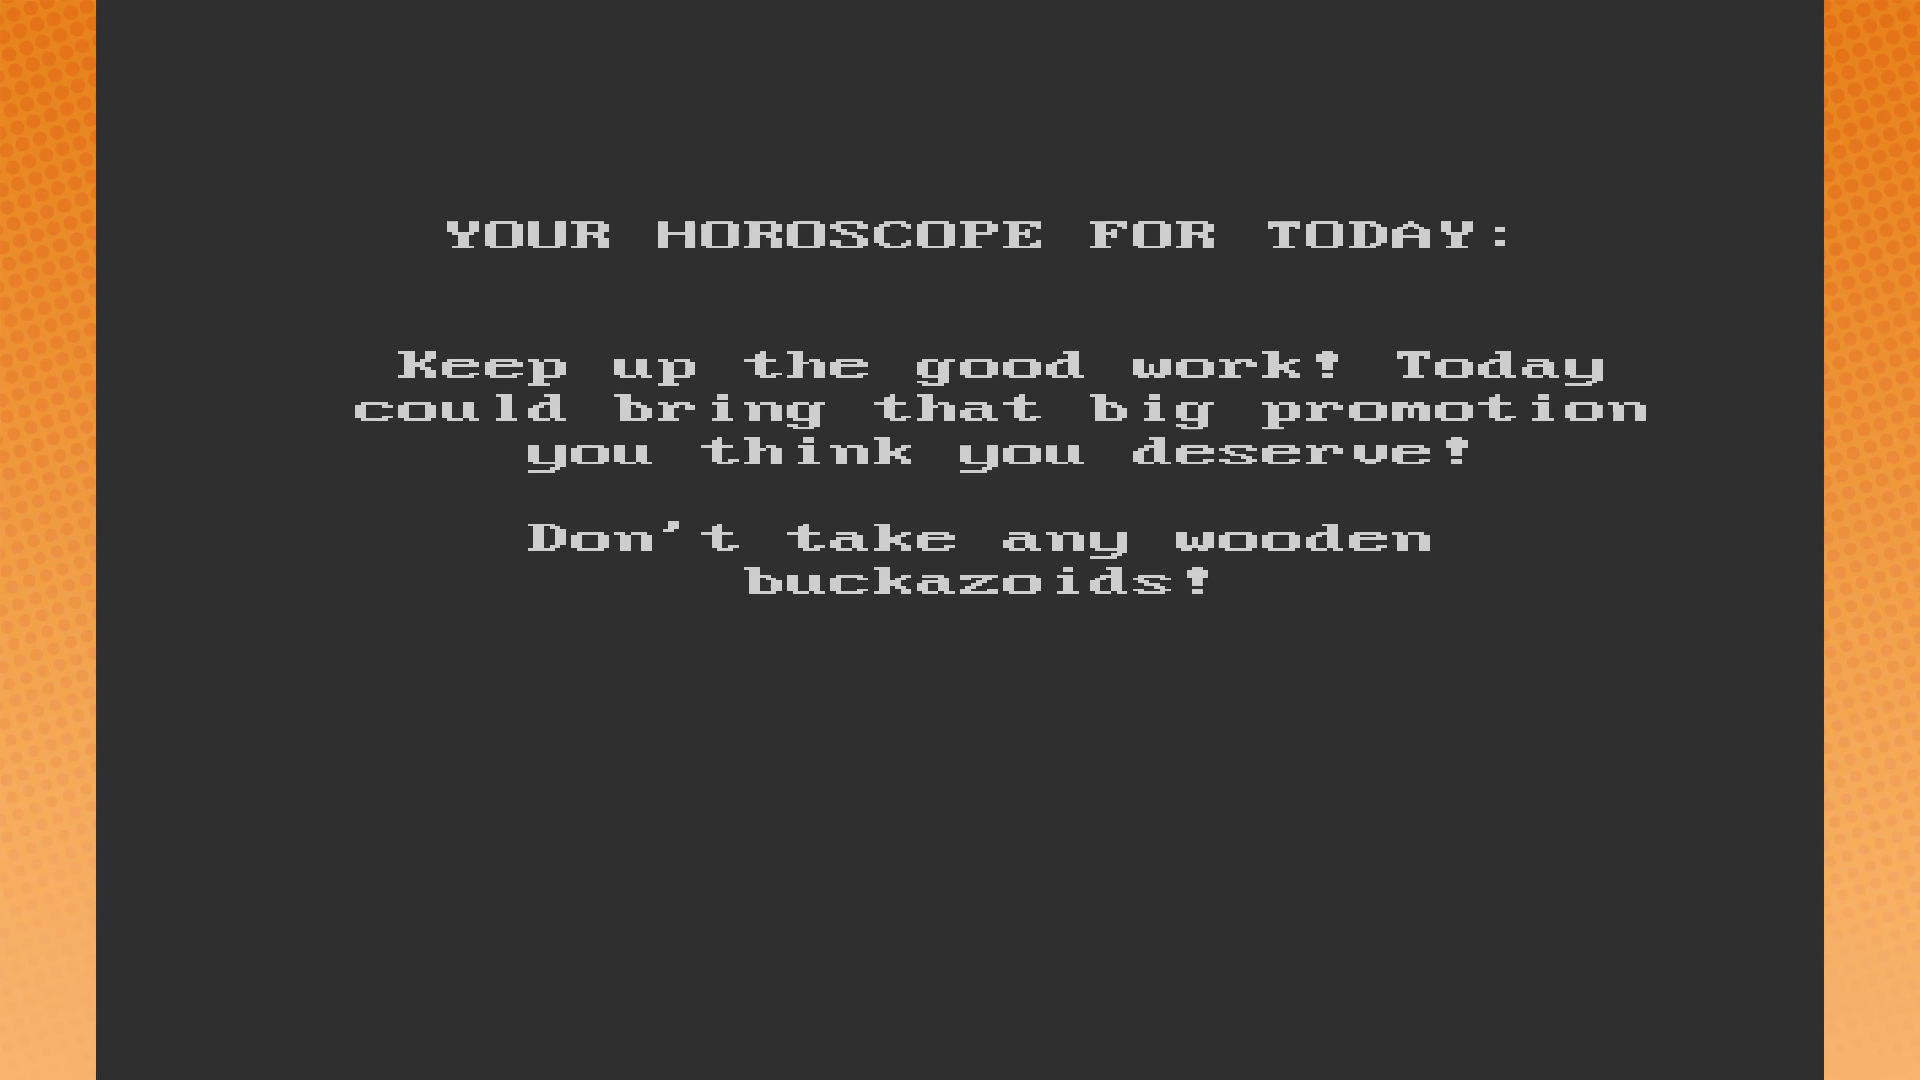 YOUR HOROSCOPE FOR TODAY:
Keep up the good work! Today
could bring that big promotion
you think you deserve!
Don't take any wooden
buckazoids!